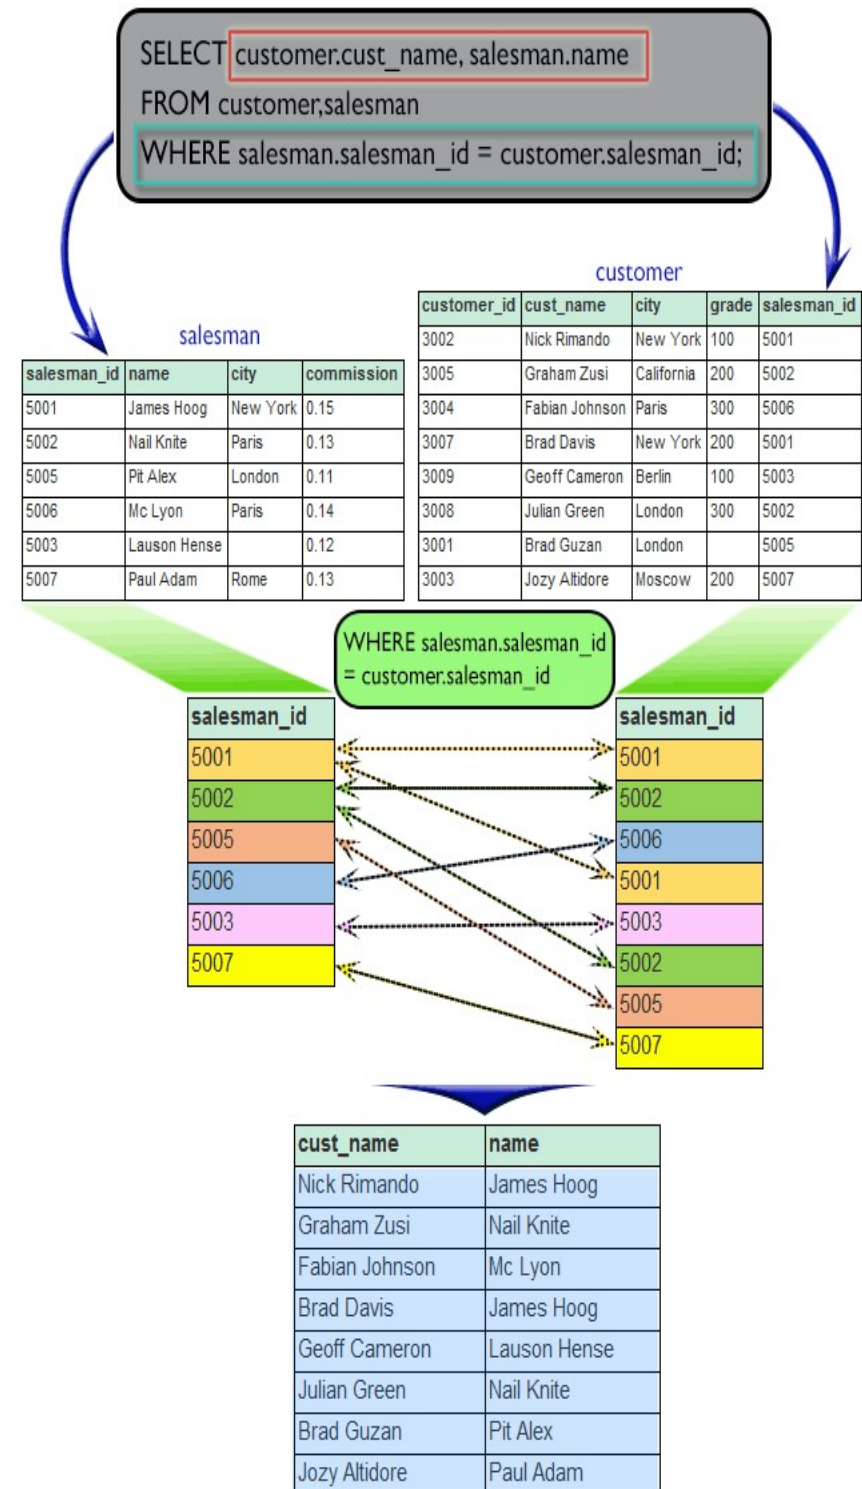 SELECT customer.cust_name, salesman.name
FROM customer,salesman
WHERE salesman.salesman_id = customer.salesman_id;
salesman
salesman_id name city commission
5001 James Hoog New York 0.15
5002 Nail Knite Paris 0.13
5005 Pit Alex London 0.11
5006 Mc Lyon Paris 0.14
5003 Lauson Hense 0.12
5007 Paul Adam Rome 0.13
customer
customer_id cust_name city grade salesman_id
3002 Nick Rimando New York 100 5001
3005 Graham Zusi California 200 5002
3004 Fabian Johnson Paris 300 5006
3007 Brad Davis New York 200 5001
3009 Geoff Cameron Berlin 100 5003
3008 Julian Green London 300 5002
3001 Brad Guzan London 5005
3003 Jozy Altidore Moscow 200 5007
WHERE salesman.salesman_id
= customer.salesman_id
salesman_id
5001
5002
5005
5006
5003
5007
salesman_id
5001
5002
5006
5001
5003
5002
5005
5007
cust_name name
Nick Rimando James Hoog
Graham Zusi Nail Knite
Fabian Johnson Mc Lyon
Brad Davis James Hoog
Geoff Cameron Lauson Hense
Julian Green Nail Knite
Brad Guzan Pit Alex
Jozy Altidore Paul Adam